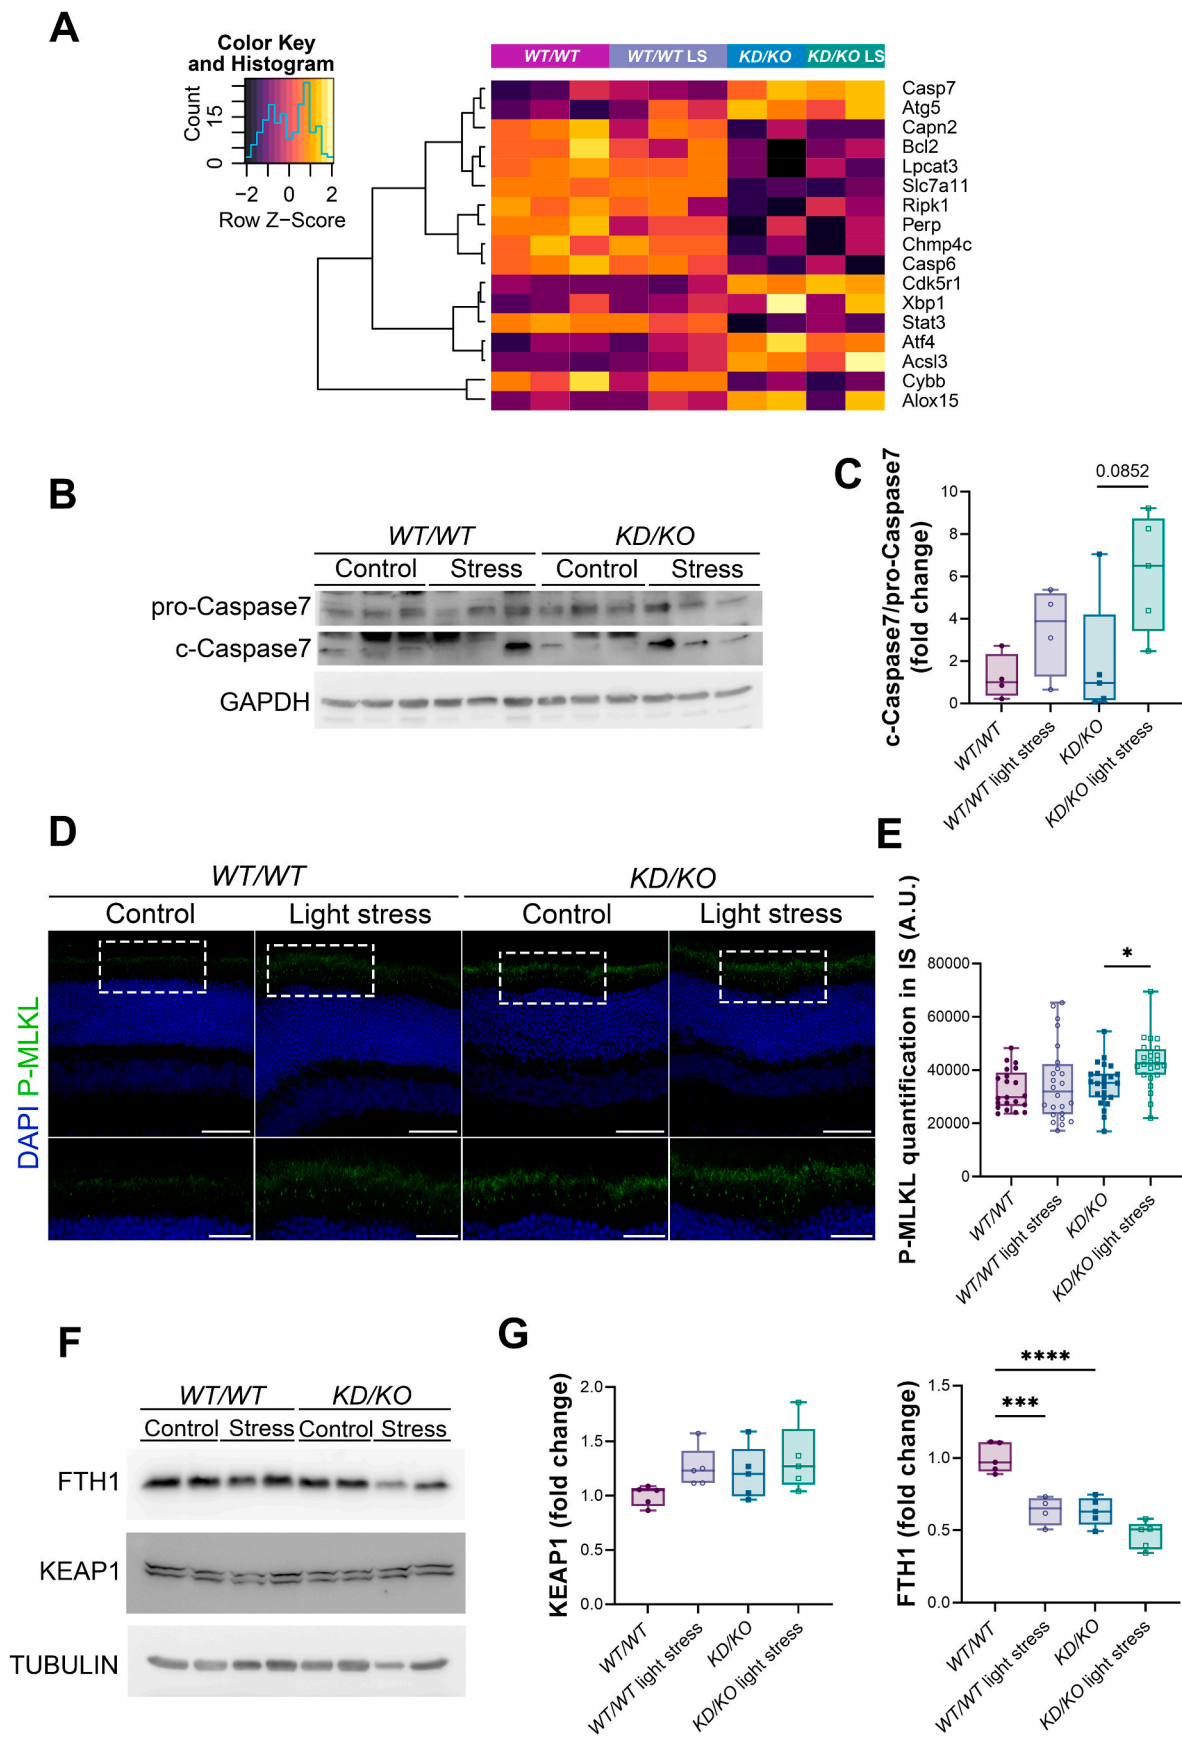 A
Color Key
and Histogram
Count
0 15
−2 0 2
Row Z−Score
WT/WT WT/WT LS KD/KO KD/KO LS
Casp7
Atg5
Capn2
Bcl2
Lpcat3
Slc7a11
Ripk1
Perp
Chmp4c
Casp6
Cdk5r1
Xbp1
Stat3
Atf4
Acsl3
Cybb
Alox15
B
WT/WT KD/KO
Control Stress Control Stress
pro-Caspase7
c-Caspase7
GAPDH
C
c-Caspase7/pro-Caspase7
(fold change)
0.0852
10
8
6
4
2
0
WT/WT
WT/WT light stress
KD/KO
KD/KO light stress
D
WT/WT KD/KO
Control Light stress Control Light stress
DAPI P-MLKL
E
P-MLKL quantification in IS (A.U.)
*
80000
60000
40000
20000
0
WT/WT
WT/WT light stress
KD/KO
KD/KO light stress
F
WT/WT KD/KO
Control Stress Control Stress
FTH1
KEAP1
TUBULIN
G
KEAP1 (fold change)
2.0
1.5
1.0
0.5
0.0
WT/WT
WT/WT light stress
KD/KO
KD/KO light stress
FTH1 (fold change)
****
***
1.5
1.0
0.5
0.0
WT/WT
WT/WT light stress
KD/KO
KD/KO light stress